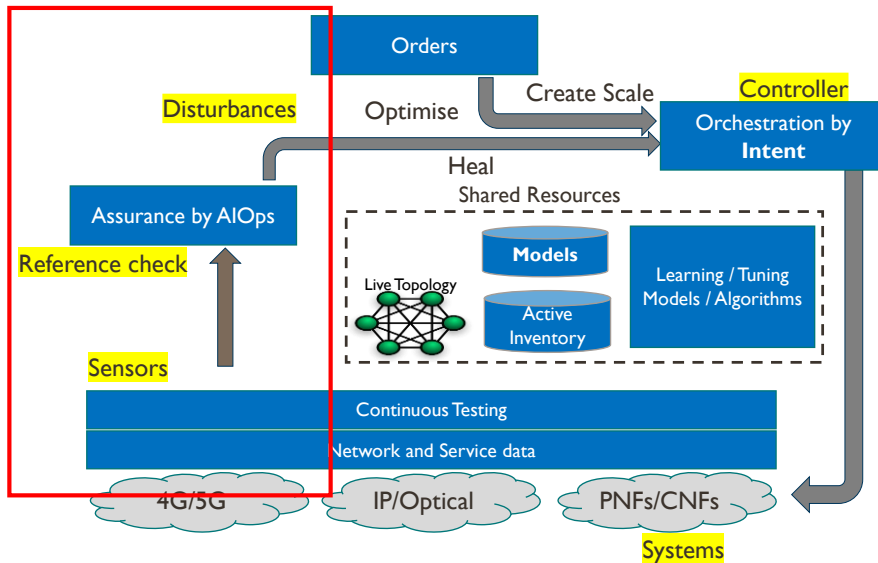 Orders
Controller
Disturbances
Create Scale
Optimise
Orchestration by
Intent
Heal
Shared Resources
Assurance by AIOps
Reference check
Models
Live Topology
Learning / Tuning
Models / Algorithms
Active
Inventory
Sensors
Continuous Testing
Network and Service data
4G/5G
IP/Optical
PNFs/CNFs
Systems